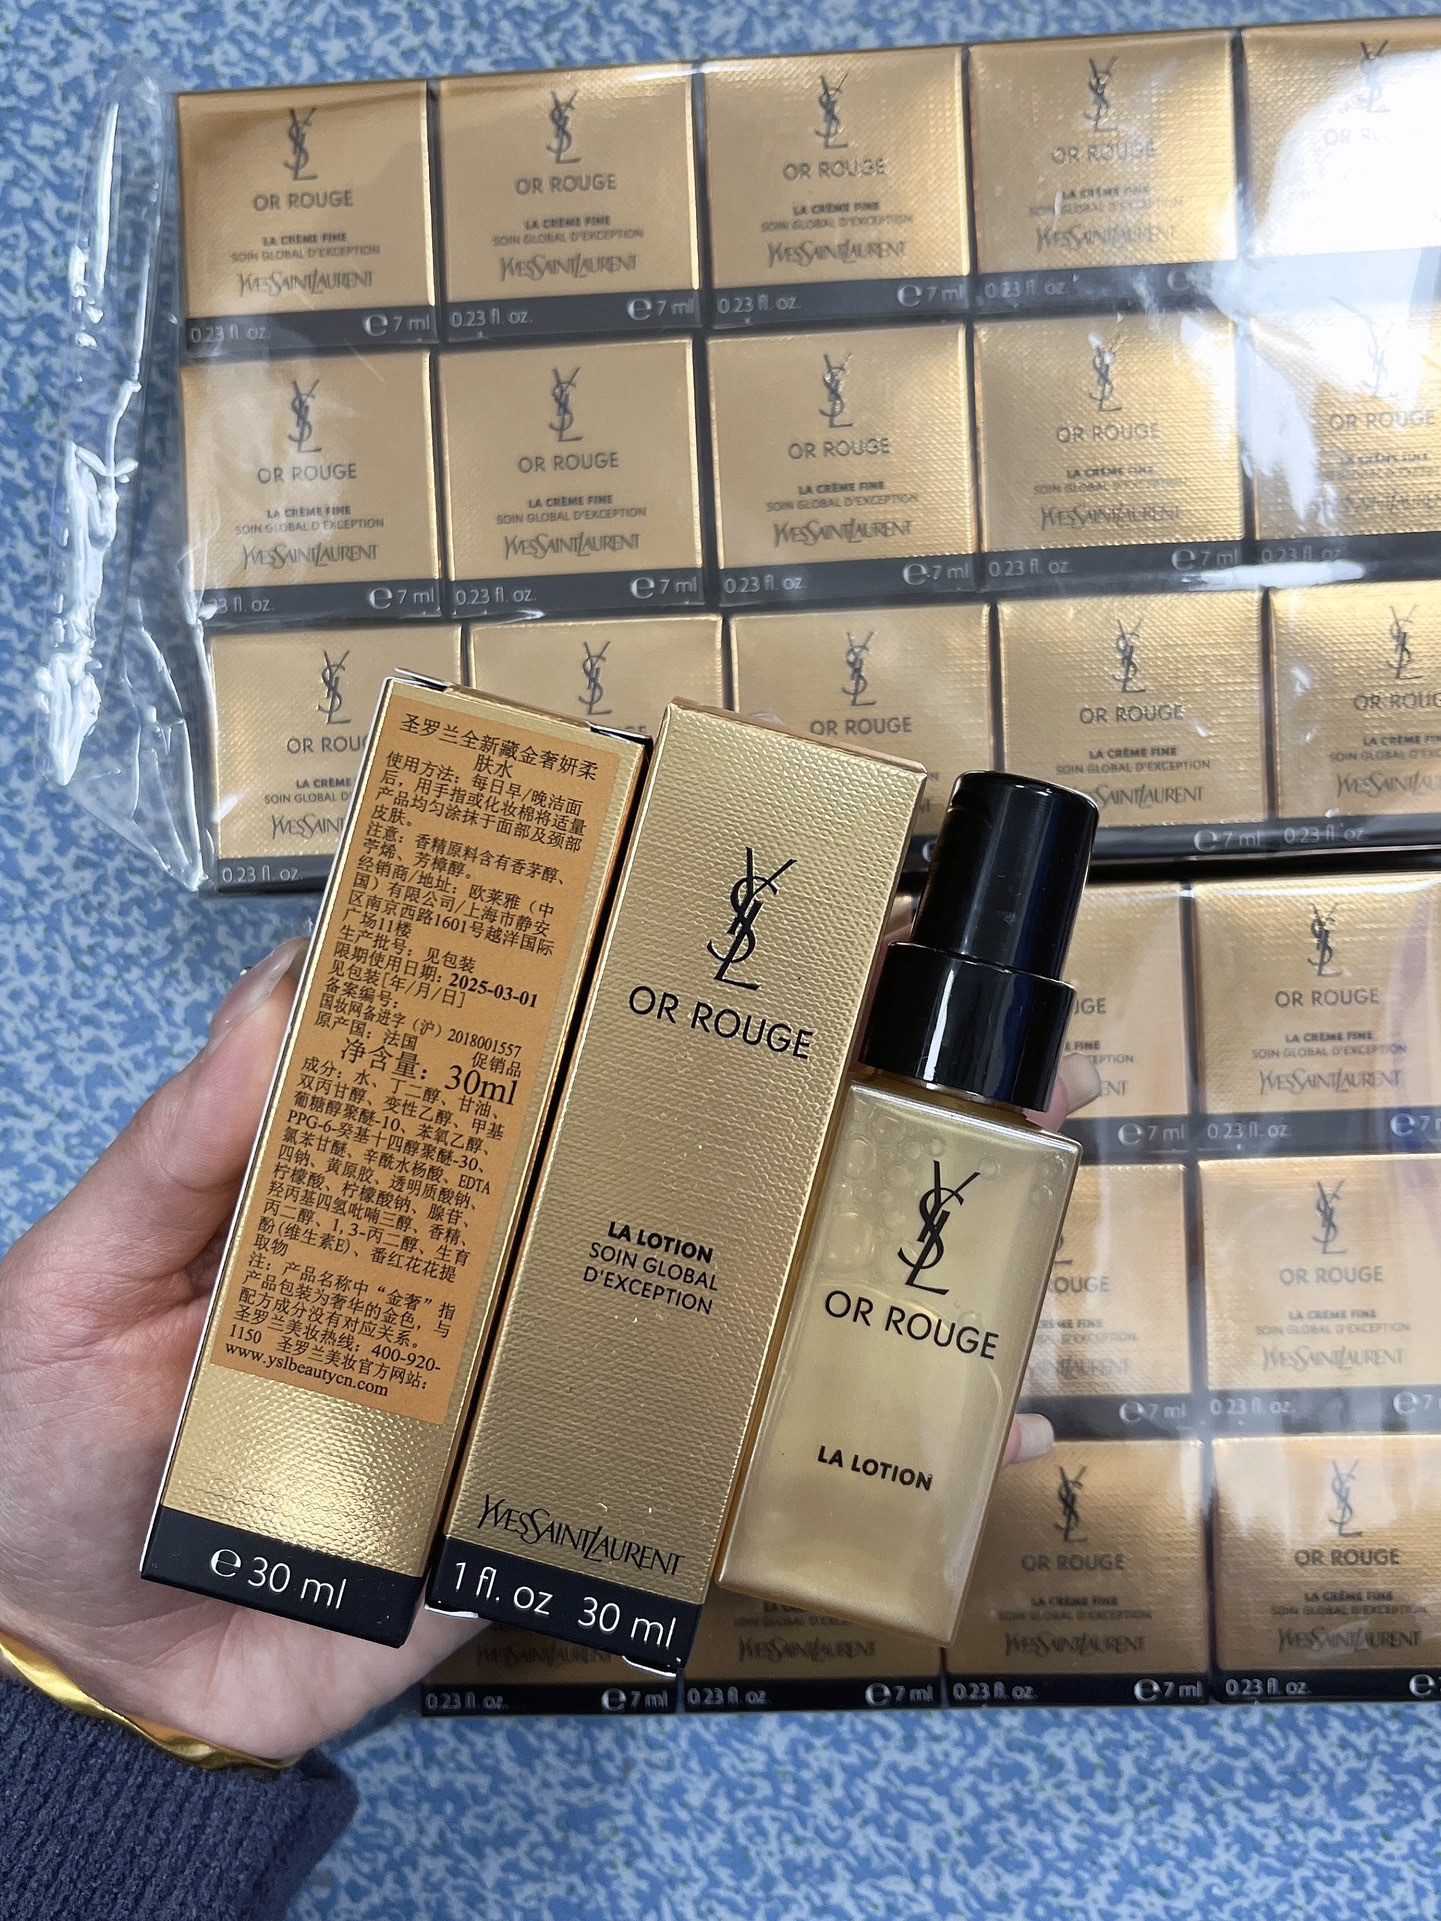 YSL
OR ROUGE
LA CRÈME FINE
SOIN GLOBAL D'EXCEPTION
YVES SAINT LAURENT
0.23 fl. oz. e 7 ml
圣罗兰全新藏金奢妍柔
肤水
使用方法：每日早/晚洁面
后，用手指或化妆棉将适量
产品均匀涂抹于面部及颈部
皮肤。
注意：香精原料含有香茅醇、
苧烯、芳樟醇。
经销商/地址：欧莱雅（中
国）有限公司/上海市静安
区南京西路1601号越洋国际
广场11楼
生产批号：见包装
限期使用日期：2025-03-01
见包装[年/月/日]
备案编号：
国妆网备进字（沪）2018001557
原产国：法国 促销品
净含量：30ml
成分：水、丁二醇、甘油、
双丙甘醇、变性乙醇、甲基
葡糖醇聚醚-10、苯氧乙醇、
PPG-6-癸基十四醇聚醚-30、
氯苯甘醚、辛酰水杨酸、EDTA
四钠、黄原胶、透明质酸钠、
柠檬酸、柠檬酸钠、腺苷、
羟丙基四氢吡喃三醇、香精、
丙二醇、1,3-丙二醇、生育
酚(维生素E)、番红花花提
取物
注：产品名称中“金奢”指
产品包装为奢华的金色，与
配方成分没有对应关系。
圣罗兰美妆热线：400-920-
1150 圣罗兰美妆官方网站：
www.yslbeautycn.com
e 30 ml
YSL
OR ROUGE
LA LOTION
SOIN GLOBAL
D'EXCEPTION
YVES SAINT LAURENT
1 fl. oz 30 ml
YSL
OR ROUGE
LA LOTION